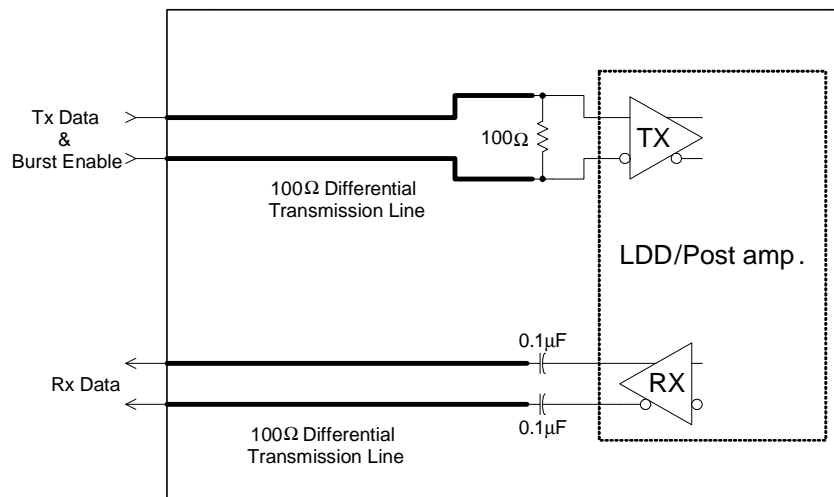 Tx Data
&
Burst Enable
100Ω
TX
100Ω Differential
Transmission Line
LDD/Post amp.
0.1µF
Rx Data
RX
0.1µF
100Ω Differential
Transmission Line